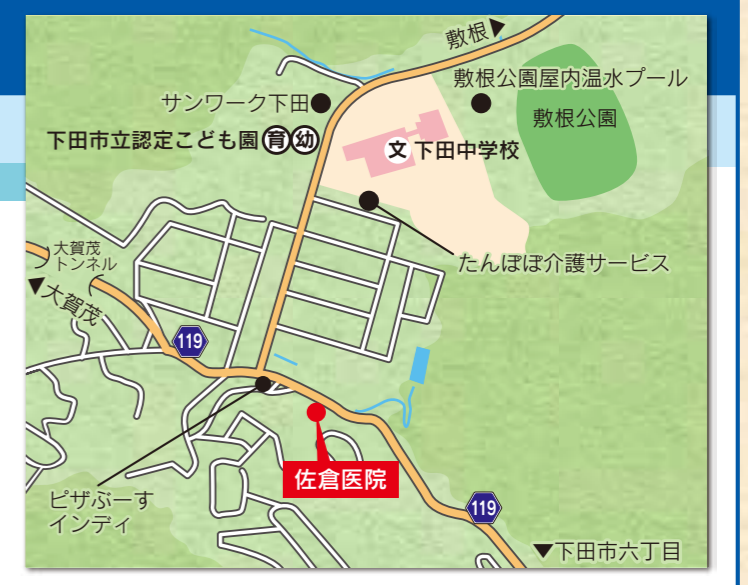 敷根▶
サンワーク下田
敷根公園屋内温水プール
敷根公園
下田市立認定こども園 育 幼
文 下田中学校
大賀茂
トンネル
たんぽぽ介護サービス
▼大賀茂
119
佐倉医院
ピザぶーす
インディ
119
▼下田市六丁目